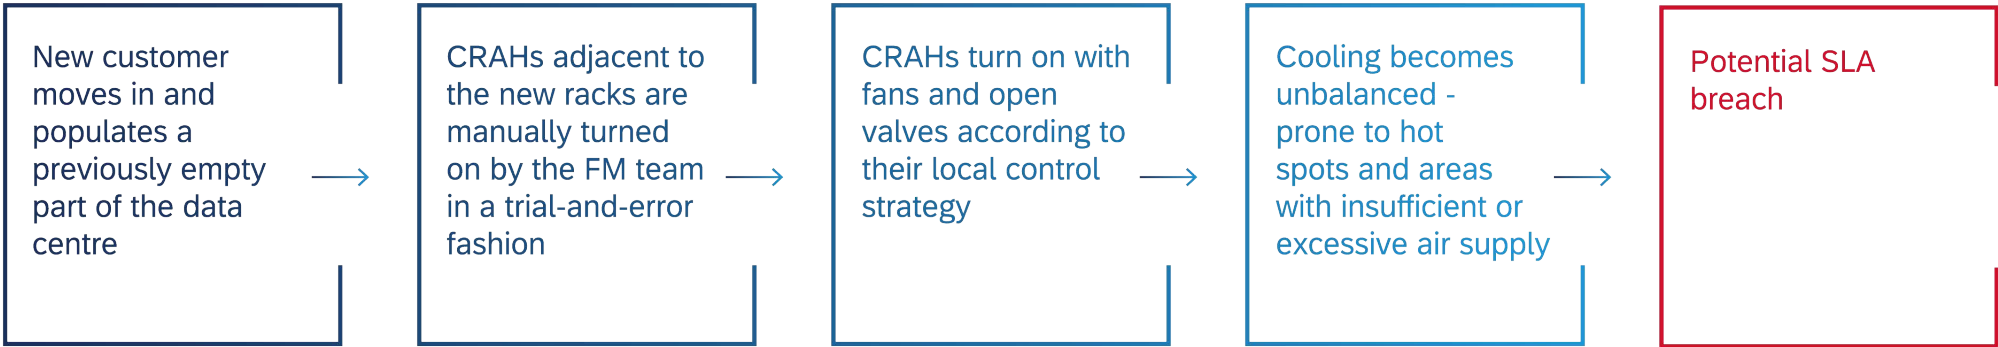 New customer
moves in and
populates a
previously empty
part of the data
centre
CRAHs adjacent to
the new racks are
manually turned
on by the FM team
in a trial-and-error
fashion
CRAHs turn on with
fans and open
valves according to
their local control
strategy
Cooling becomes
unbalanced -
prone to hot
spots and areas
with insufficient or
excessive air supply
Potential SLA
breach